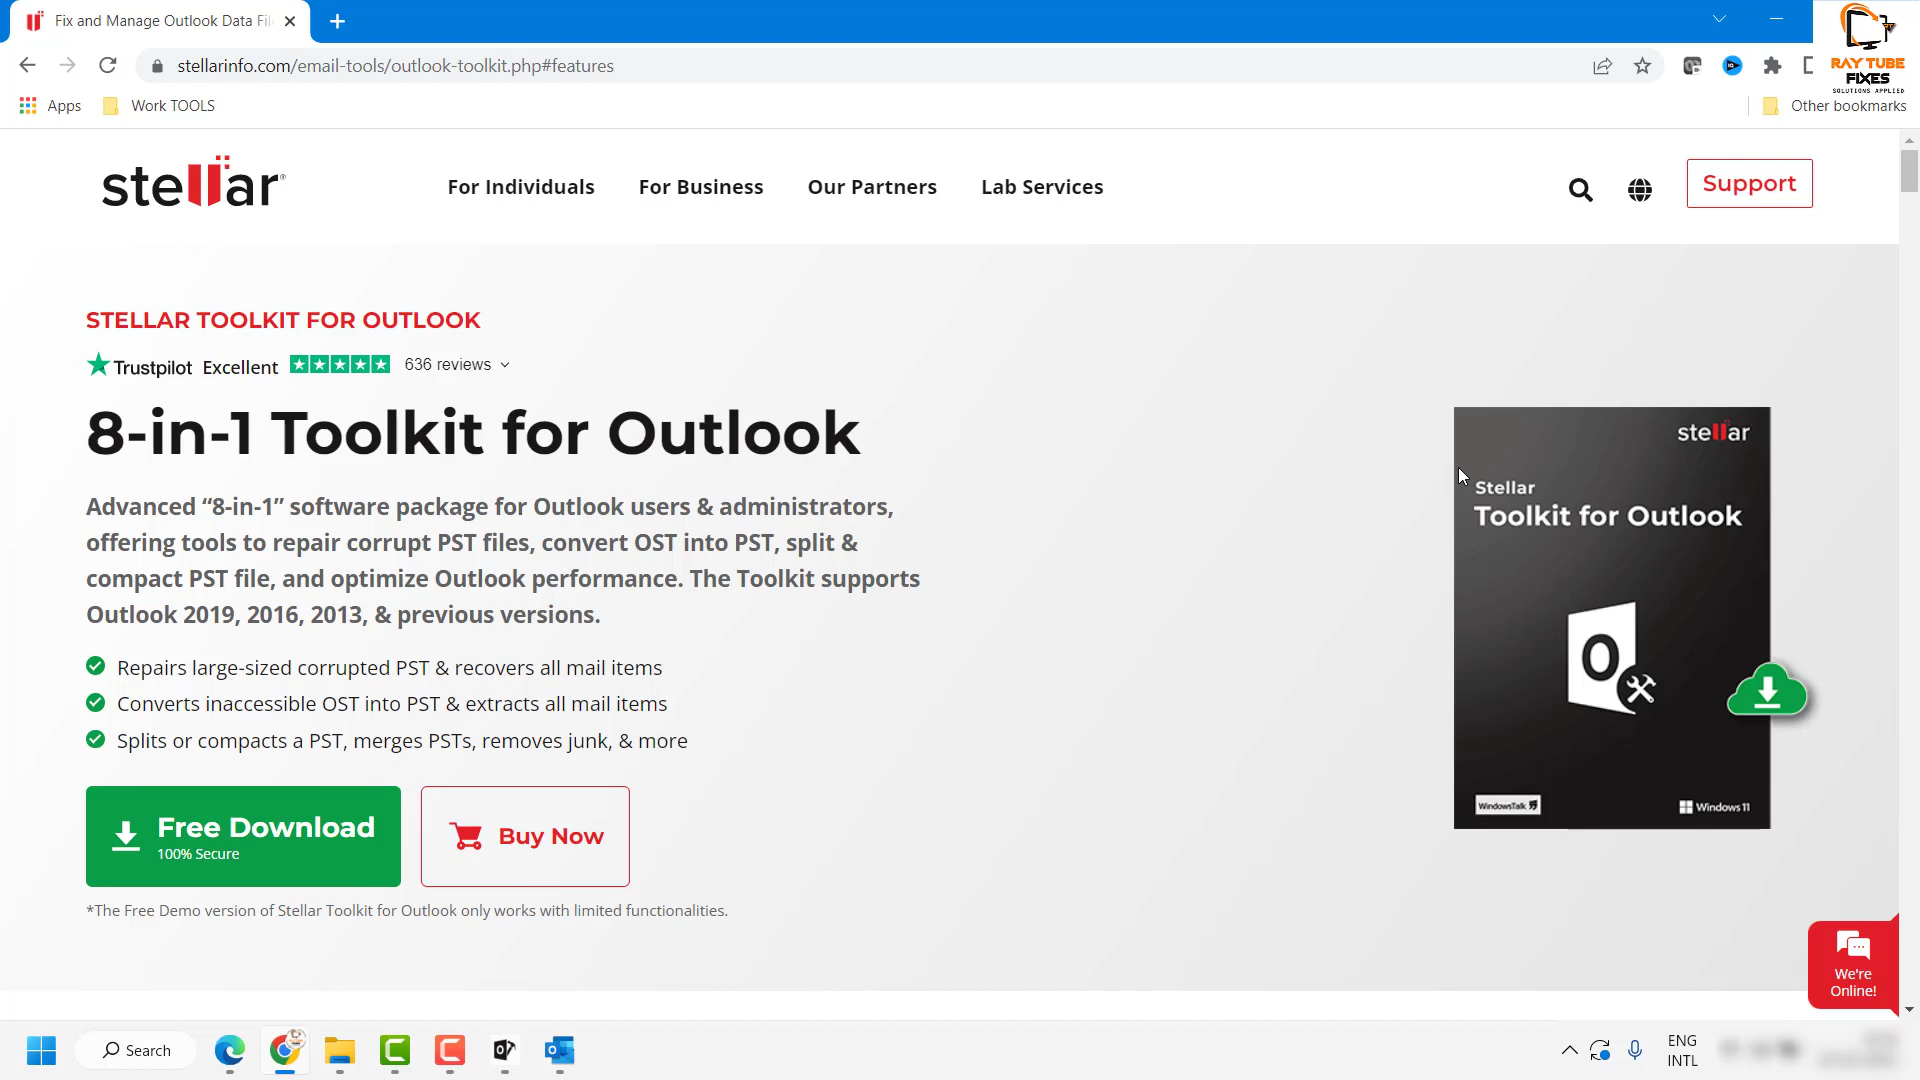 Fix and Manage Outlook Data Fil
stellarinfo.com/email-tools/outlook-toolkit.php#features
RAY TUBE
FIXES
SOLUTIONS APPLIED
Apps
Work TOOLS
Other bookmarks
stellar
For Individuals
For Business
Our Partners
Lab Services
Support
STELLAR TOOLKIT FOR OUTLOOK
Trustpilot Excellent 636 reviews
8-in-1 Toolkit for Outlook
Advanced “8-in-1” software package for Outlook users & administrators,
offering tools to repair corrupt PST files, convert OST into PST, split &
compact PST file, and optimize Outlook performance. The Toolkit supports
Outlook 2019, 2016, 2013, & previous versions.
Repairs large-sized corrupted PST & recovers all mail items
Converts inaccessible OST into PST & extracts all mail items
Splits or compacts a PST, merges PSTs, removes junk, & more
Free Download
100% Secure
Buy Now
*The Free Demo version of Stellar Toolkit for Outlook only works with limited functionalities.
stellar
Stellar
Toolkit for Outlook
WindowsTalk
Windows 11
We're
Online!
Search
ENG
INTL